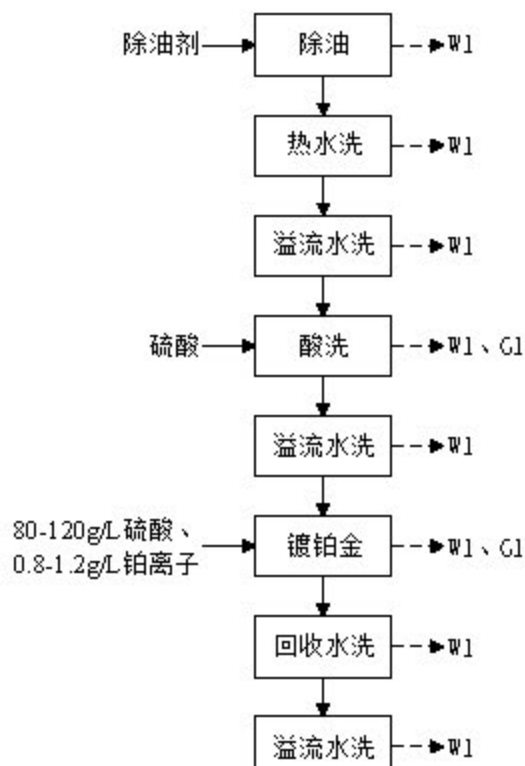 除油剂
除油
W1
热水洗
W1
溢流水洗
W1
硫酸
酸洗
W1、G1
溢流水洗
W1
80-120g/L硫酸、
0.8-1.2g/L铂离子
镀铂金
W1、G1
回收水洗
W1
溢流水洗
W1